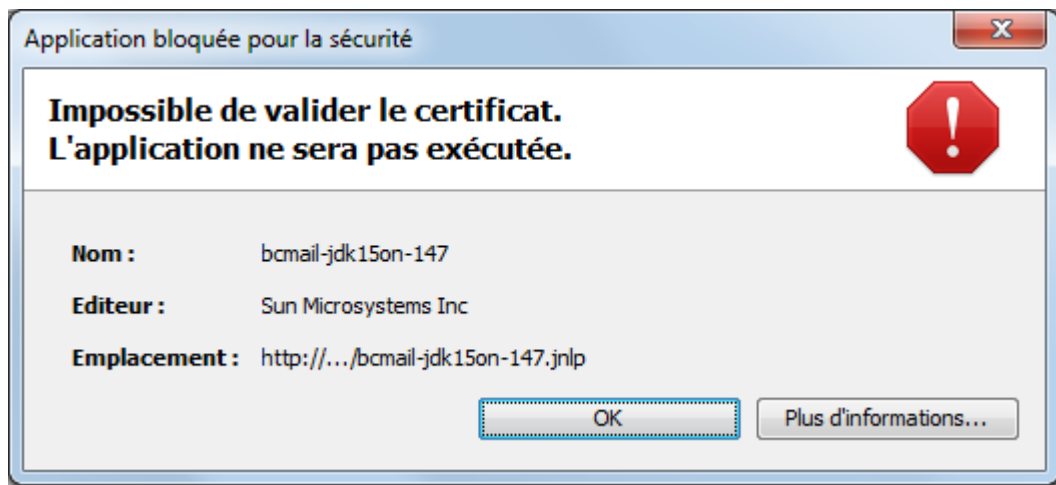 Application bloquée pour la sécurité
Impossible de valider le certificat.
L'application ne sera pas exécutée.
Nom : bcmail-jdk15on-147
Editeur : Sun Microsystems Inc
Emplacement : http://.../bcmail-jdk15on-147.jnlp
OK Plus d'informations...